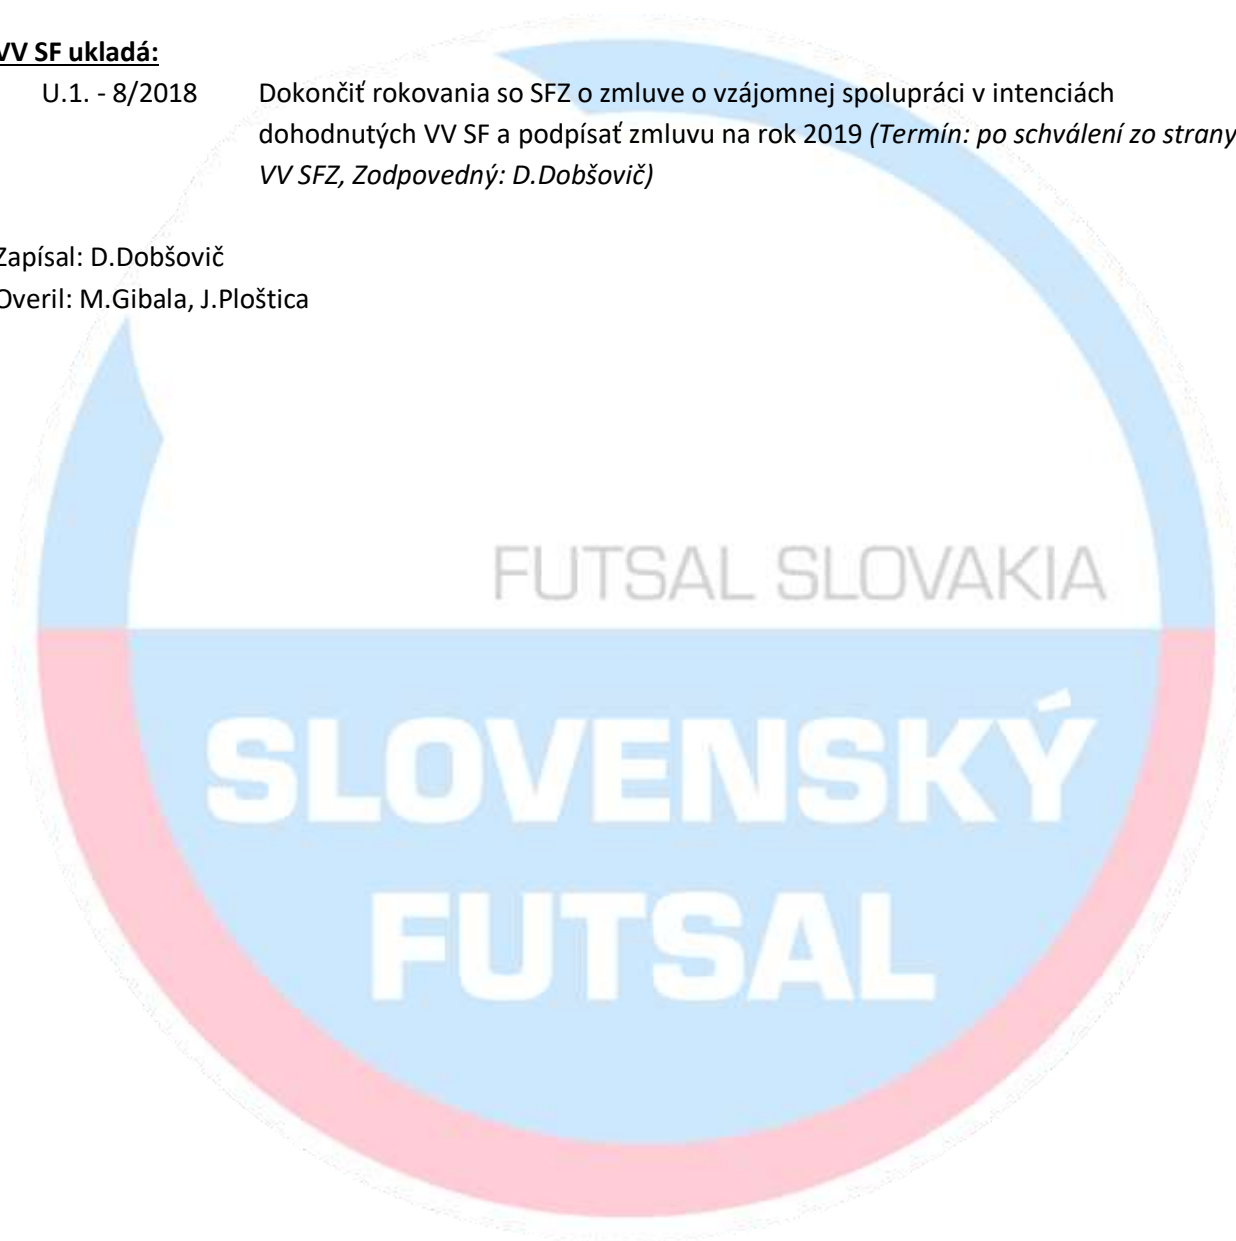 VV SF ukladá:
U.1. - 8/2018 Dokončiť rokovania so SFZ o zmluve o vzájomnej spolupráci v intenciách
dohodnutých VV SF a podpísať zmluvu na rok 2019 (Termín: po schválení zo strany
VV SFZ, Zodpovedný: D.Dobšovič)
Zapísal: D.Dobšovič
Overil: M.Gibala, J.Ploštica
FUTSAL SLOVAKIA
SLOVENSKÝ
FUTSAL